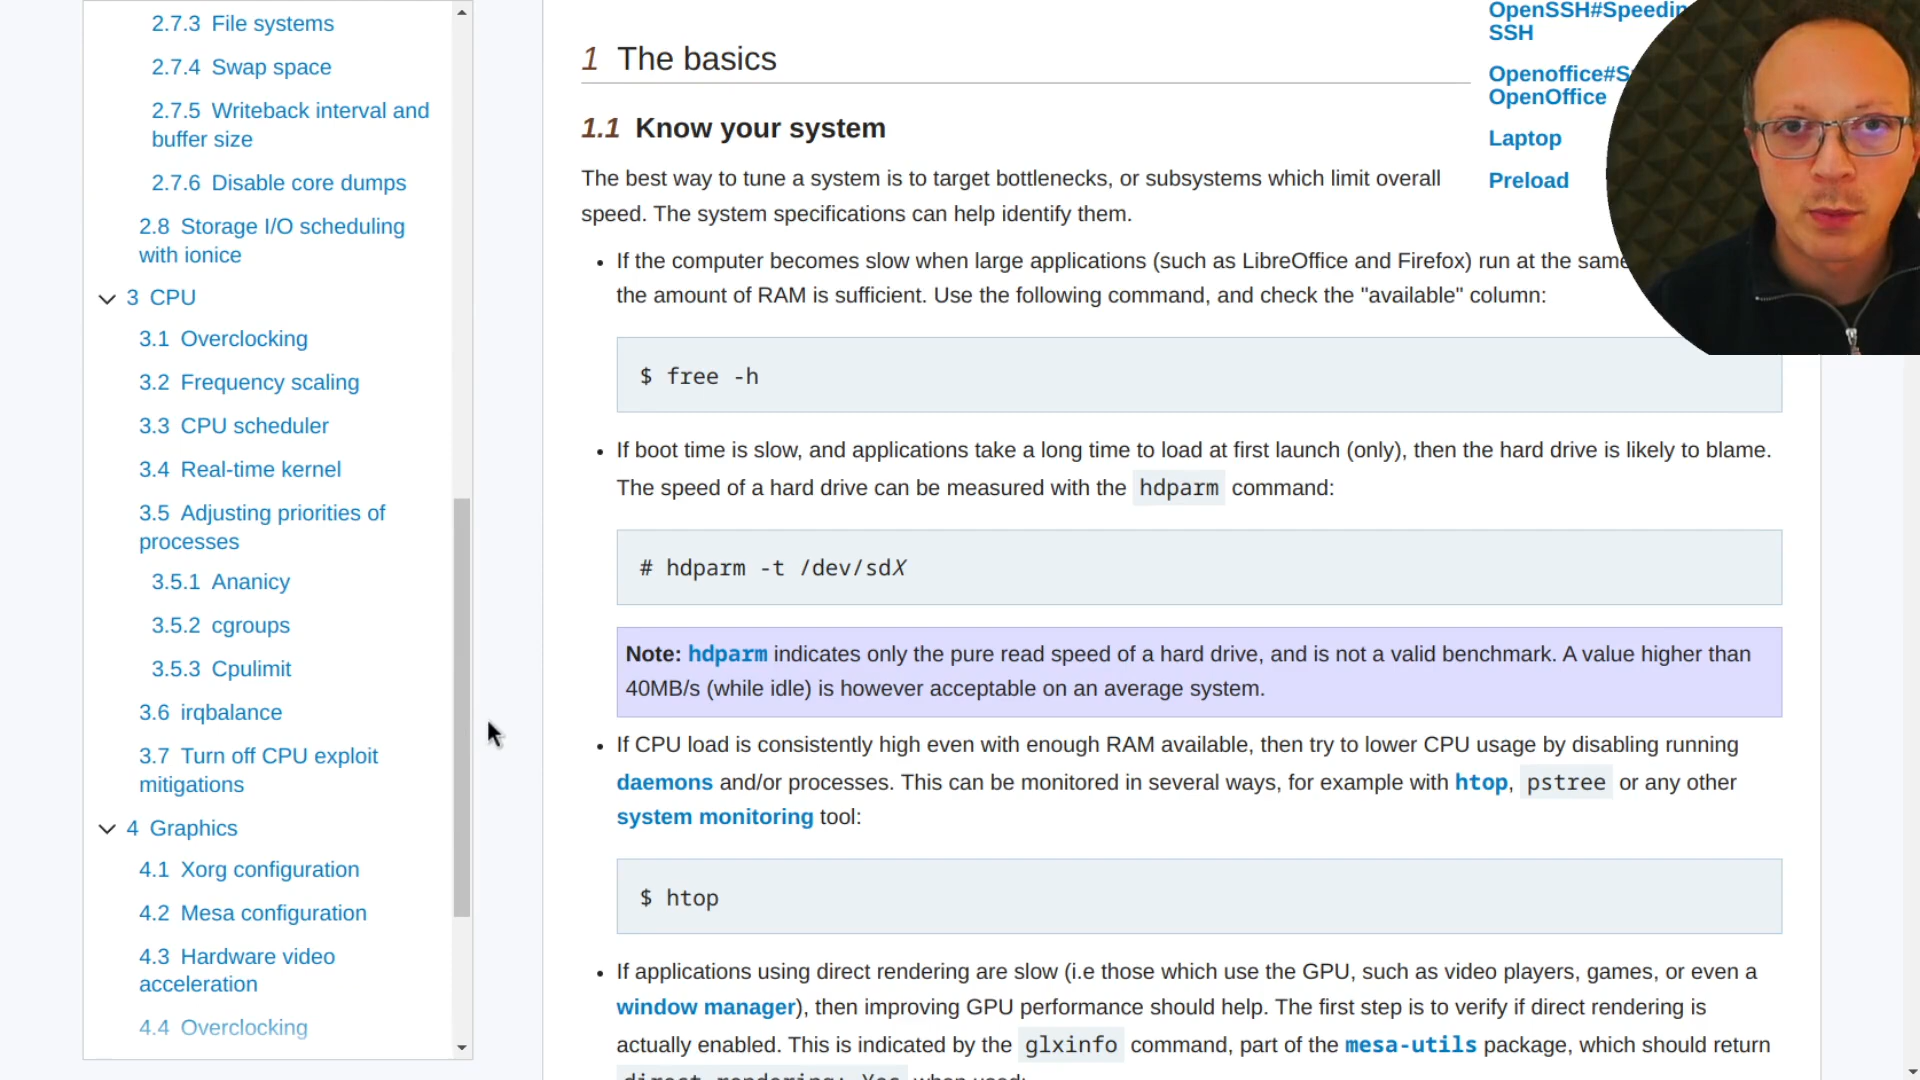 2.7.3 File systems
2.7.4 Swap space
2.7.5 Writeback interval and
buffer size
2.7.6 Disable core dumps
2.8 Storage I/O scheduling
with ionice
3 CPU
3.1 Overclocking
3.2 Frequency scaling
3.3 CPU scheduler
3.4 Real-time kernel
3.5 Adjusting priorities of
processes
3.5.1 Ananicy
3.5.2 cgroups
3.5.3 Cpulimit
3.6 irqbalance
3.7 Turn off CPU exploit
mitigations
4 Graphics
4.1 Xorg configuration
4.2 Mesa configuration
4.3 Hardware video
acceleration
4.4 Overclocking
1 The basics
1.1 Know your system
The best way to tune a system is to target bottlenecks, or subsystems which limit overall
speed. The system specifications can help identify them.
• If the computer becomes slow when large applications (such as LibreOffice and Firefox) run at the same
the amount of RAM is sufficient. Use the following command, and check the "available" column:
$ free -h
• If boot time is slow, and applications take a long time to load at first launch (only), then the hard drive is likely to blame.
The speed of a hard drive can be measured with the hdparm command:
# hdparm -t /dev/sdX
Note: hdparm indicates only the pure read speed of a hard drive, and is not a valid benchmark. A value higher than
40MB/s (while idle) is however acceptable on an average system.
• If CPU load is consistently high even with enough RAM available, then try to lower CPU usage by disabling running
daemons and/or processes. This can be monitored in several ways, for example with htop, pstree or any other
system monitoring tool:
$ htop
• If applications using direct rendering are slow (i.e those which use the GPU, such as video players, games, or even a
window manager), then improving GPU performance should help. The first step is to verify if direct rendering is
actually enabled. This is indicated by the glxinfo command, part of the mesa-utils package, which should return
direct rendering: Yes when used:
OpenSSH#Speedin
SSH
OpenOffice
Laptop
Preload